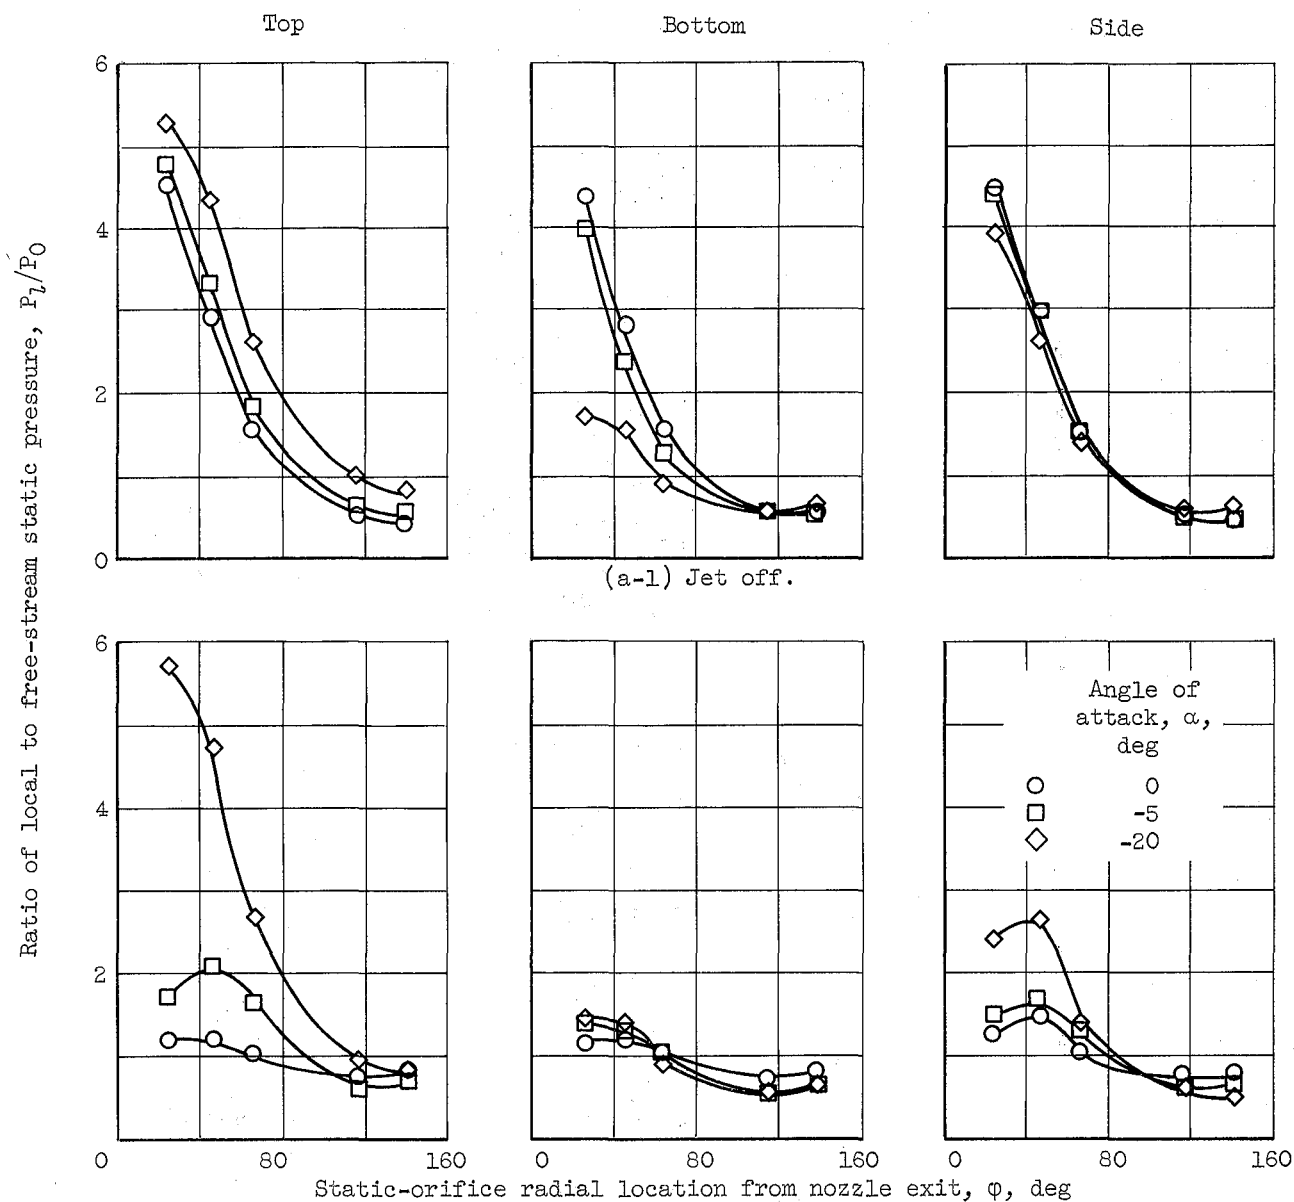 Top Bottom Side
Ratio of local to free-stream static pressure, Pl/P0
6
4
2
0
(a-1) Jet off.
6
4
2
Angle of
attack, α,
deg
0
-5
-20
0 80 160 0 80 160 0 80 160
Static-orifice radial location from nozzle exit, φ, deg